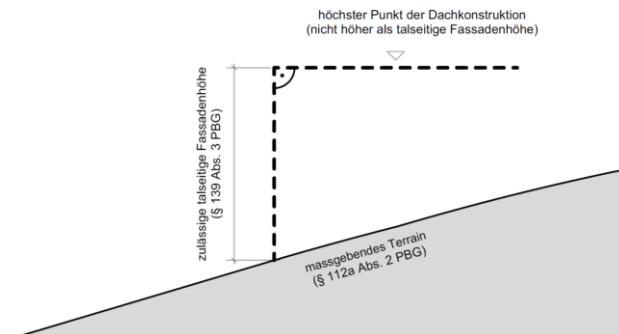 höchster Punkt der Dachkonstruktion
(nicht höher als talseitige Fassadenhöhe)
zulässige talseitige Fassadenhöhe
(§ 139 Abs. 3 PBG)
massgebendes Terrain
(§ 112a Abs. 2 PBG)